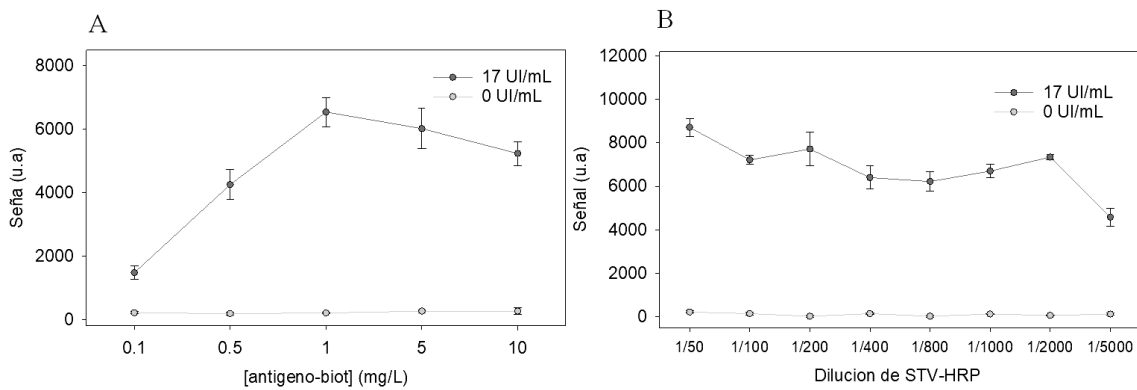 A
8000
6000
4000
2000
0
Seña (u.a)
17 UI/mL
0 UI/mL
0.1 0.5 1 5 10
[antigeno-biot] (mg/L)
B
12000
10000
8000
6000
4000
2000
0
Señal (u.a)
17 UI/mL
0 UI/mL
1/50 1/100 1/200 1/400 1/800 1/1000 1/2000 1/5000
Dilucion de STV-HRP